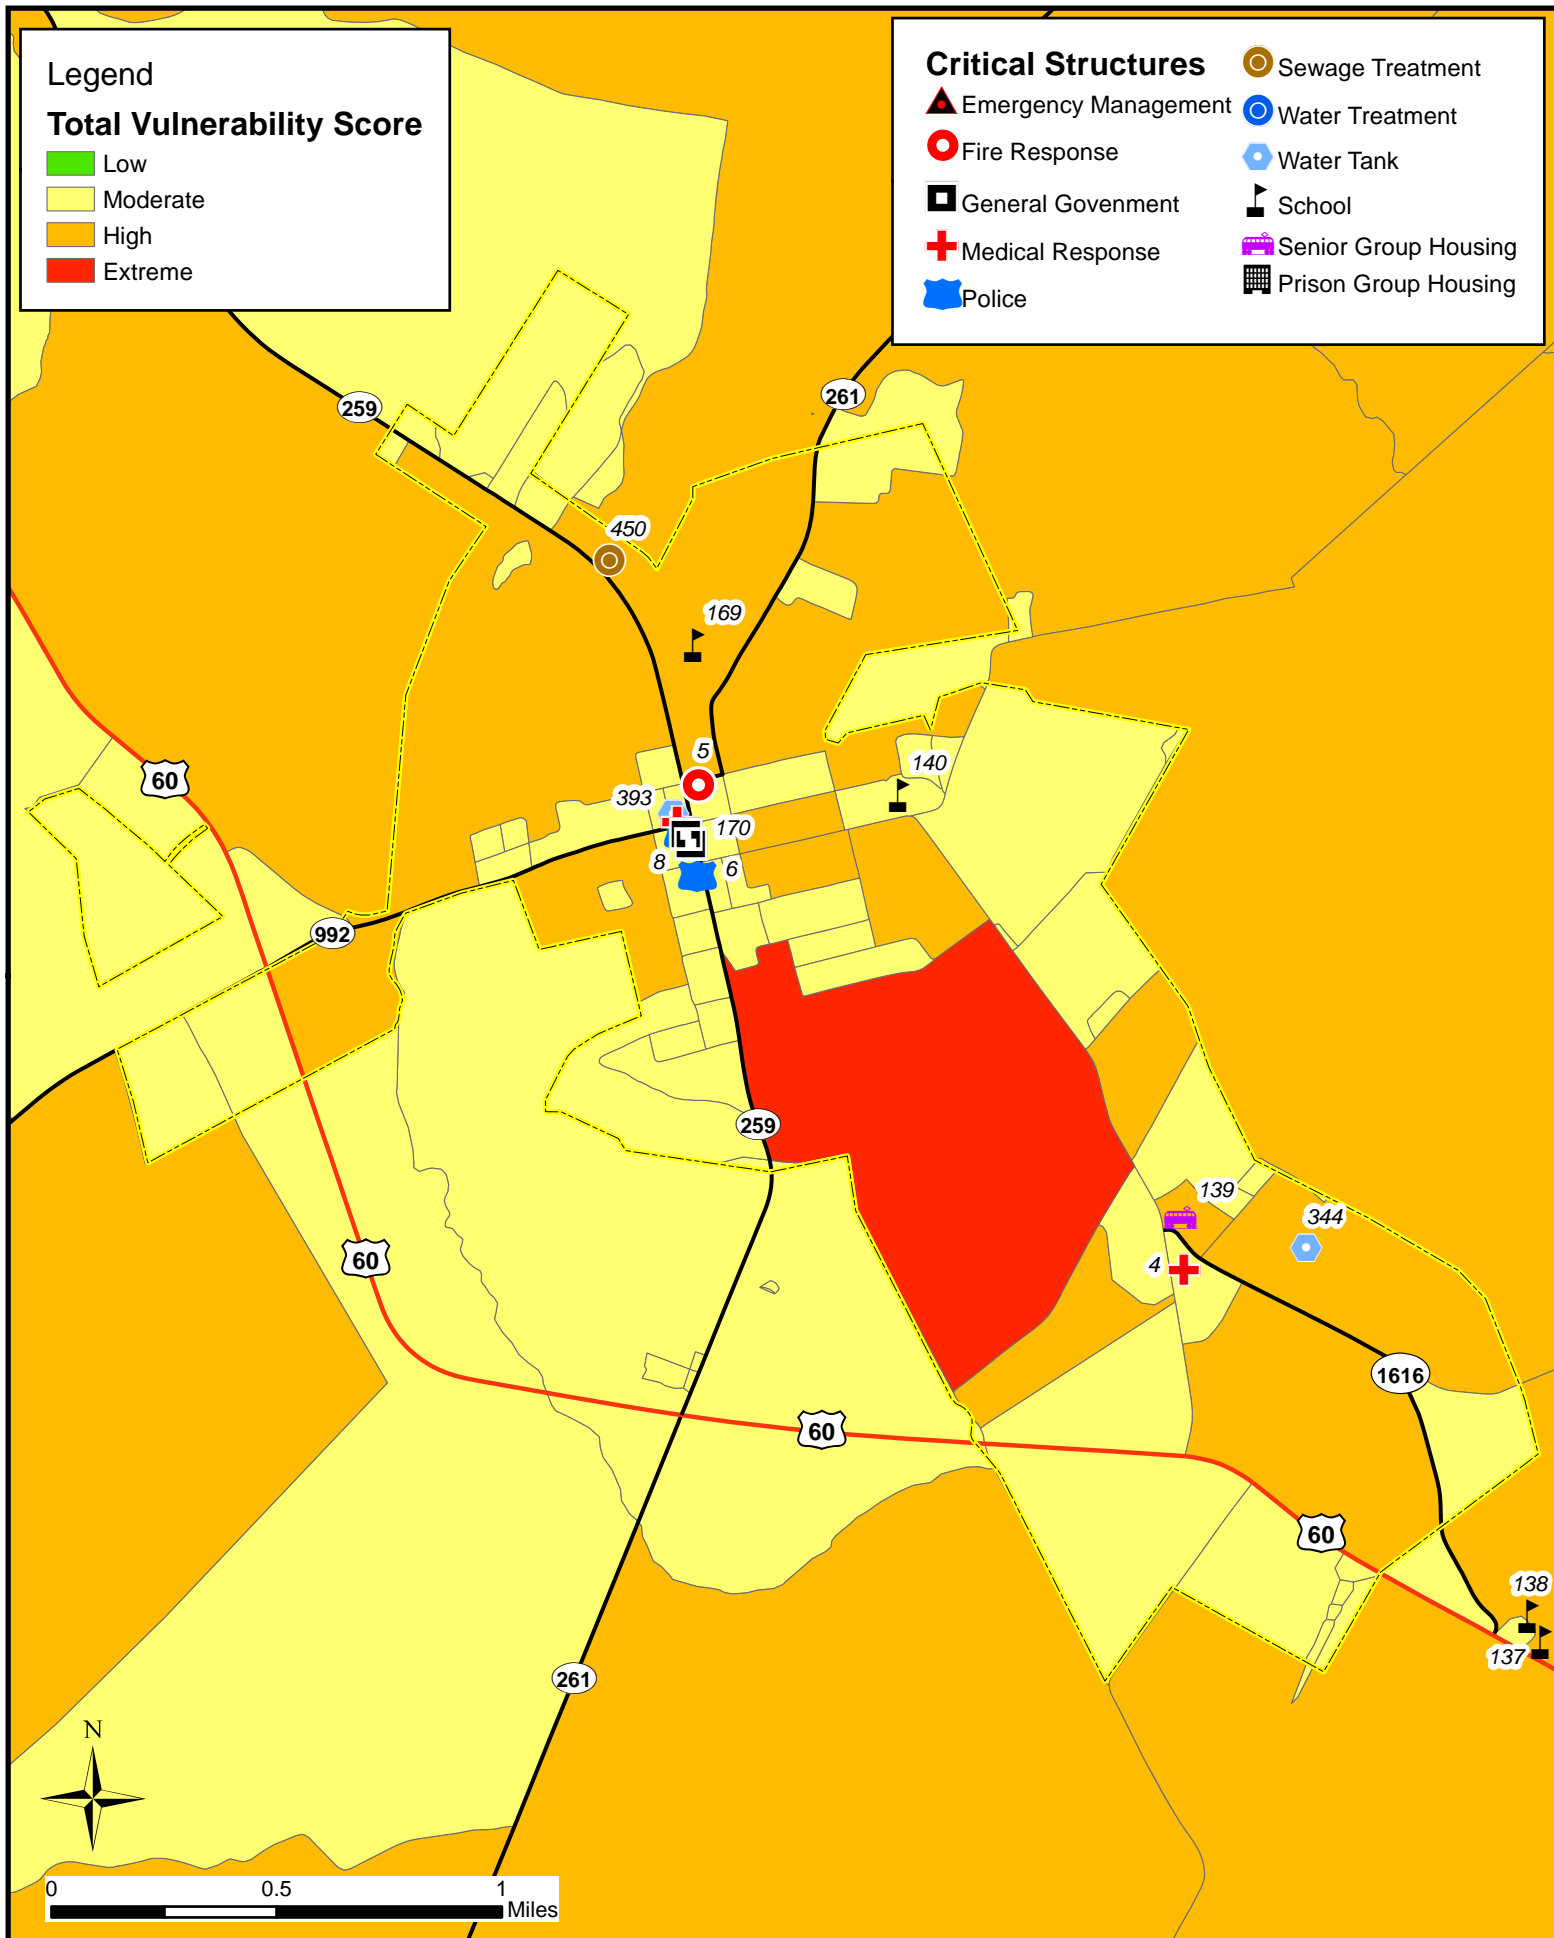 Legend
Total Vulnerability Score
Low
Moderate
High
Extreme
Critical Structures
Emergency Management
Fire Response
General Govenment
Medical Response
Police
Sewage Treatment
Water Treatment
Water Tank
School
Senior Group Housing
Prison Group Housing
259
261
450
169
60
5
140
393
170
8
6
992
259
139
344
60
4
1616
60
60
138
137
261
N
0 0.5 1
Miles